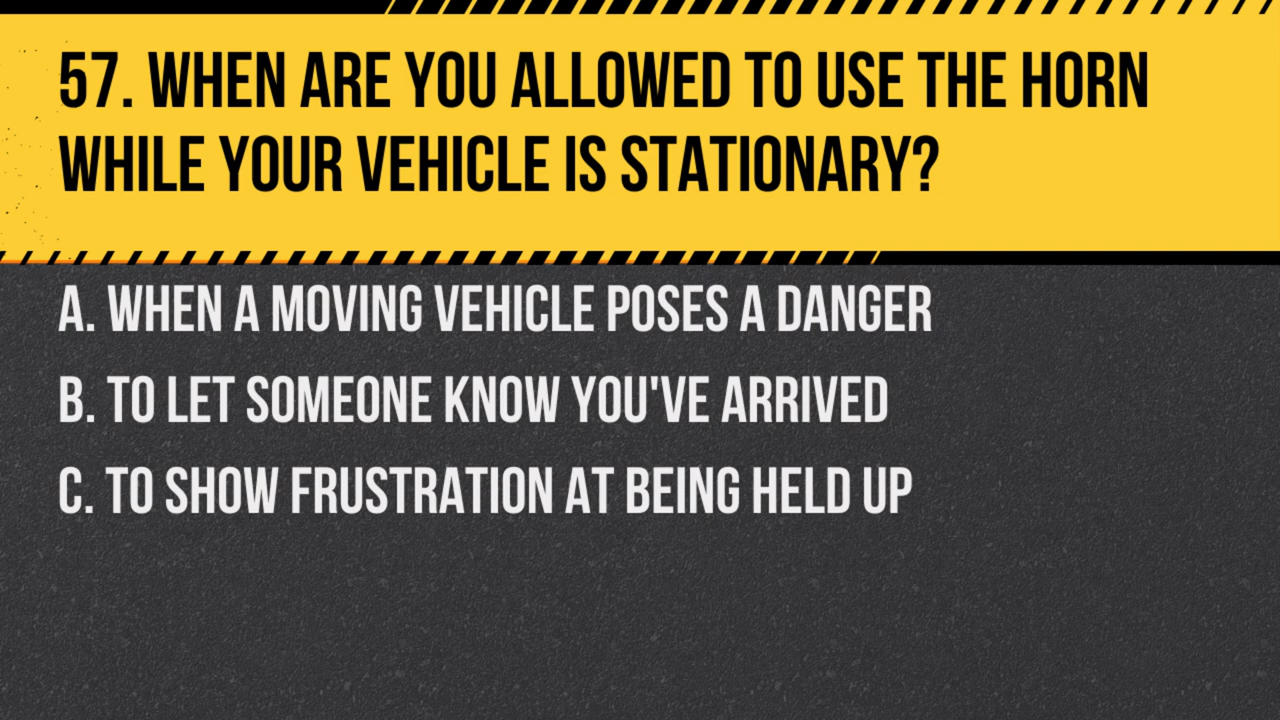 57. WHEN ARE YOU ALLOWED TO USE THE HORN
WHILE YOUR VEHICLE IS STATIONARY?
A. WHEN A MOVING VEHICLE POSES A DANGER
B. TO LET SOMEONE KNOW YOU'VE ARRIVED
C. TO SHOW FRUSTRATION AT BEING HELD UP